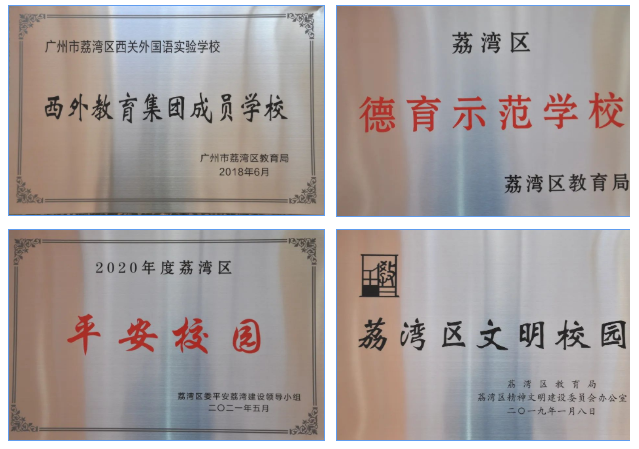 广州市荔湾区西关外国语实验学校
西外教育集团成员学校
广州市荔湾区教育局
2018年6月
荔湾区
德育示范学校
荔湾区教育局
2020年度荔湾区
平安校园
荔湾区委平安荔湾建设领导小组
二〇二一年五月
荔湾区文明校园
荔湾区教育局
荔湾区精神文明建设委员会办公室
二〇一九年一月八日